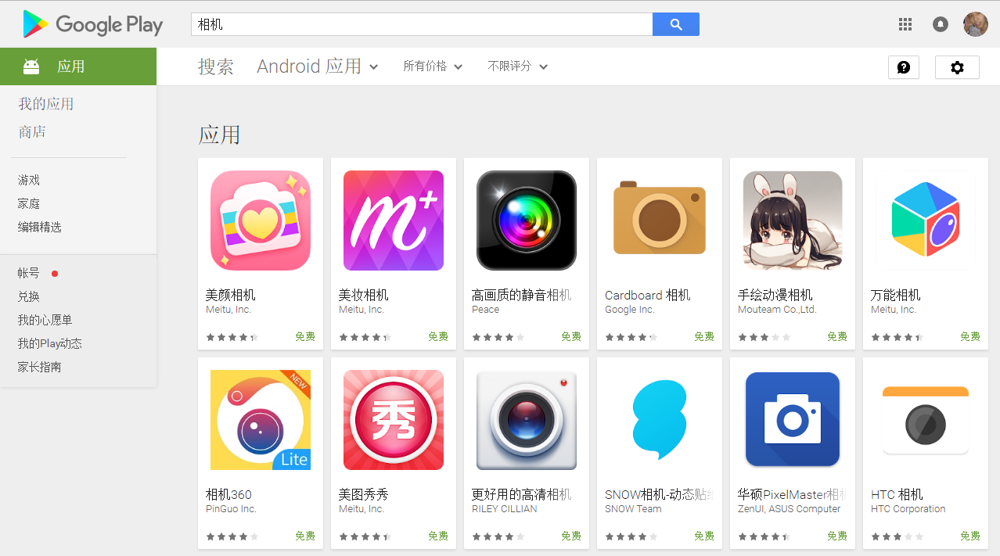 Google Play
相机
应用
搜索
Android 应用
所有价格
不限评分
我的应用
商店
游戏
家庭
编辑精选
帐号
兑换
我的心愿单
我的Play动态
家长指南
应用
m+
美颜相机
Meitu, Inc.
免费
美妆相机
Meitu, Inc.
免费
高画质的静音相机
Peace
免费
Cardboard 相机
Google Inc.
免费
手绘动漫相机
Mouteam Co.,Ltd.
免费
万能相机
Meitu, Inc.
免费
NEW
Lite
相机360
PinGuo Inc.
免费
秀
美图秀秀
Meitu, Inc.
免费
更好用的高清相机
RILEY CILLIAN
免费
SNOW相机-动态贴纸
SNOW Team
免费
华硕PixelMaster相机
ZenUI, ASUS Computer
免费
HTC 相机
HTC Corporation
免费